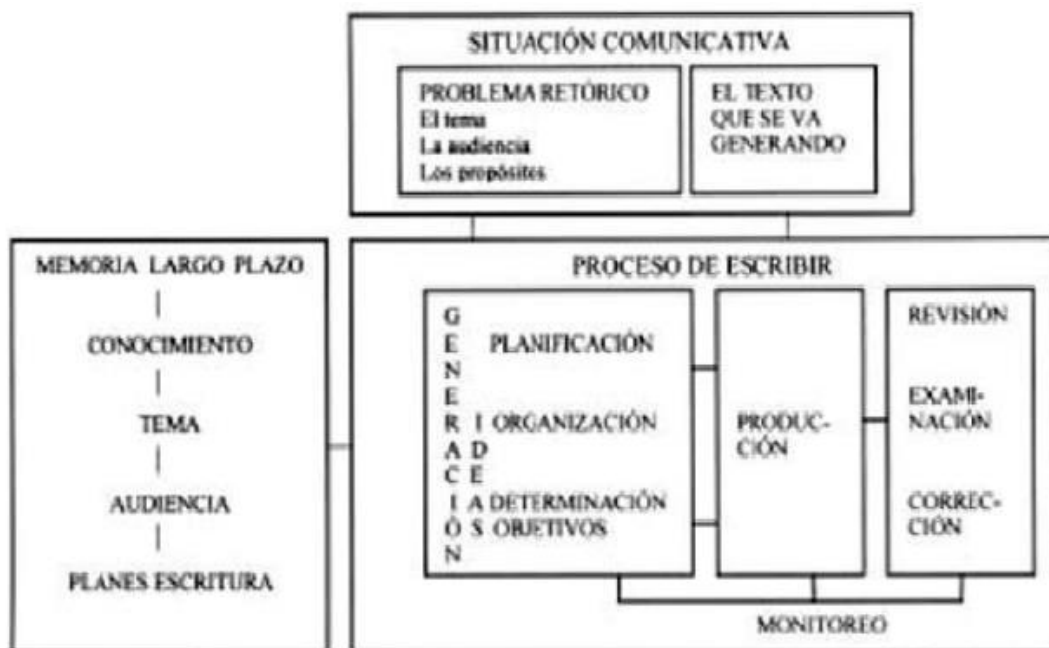 SITUACIÓN COMUNICATIVA
PROBLEMA RETÓRICO
El tema
La audiencia
Los propósites
EL TEXTO
QUE SE VA
GENERANDO
MEMORIA LARGO PLAZO
CONOCIMIENTO
TEMA
AUDIENCIA
PLANES ESCRITURA
PROCESO DE ESCRIBIR
GENERACIÓN
IDEAS
PLANIFICACIÓN
ORGANIZACIÓN
DETERMINACIÓN
OBJETIVOS
PRODUC-
CIÓN
REVISIÓN
EXAMI-
NACIÓN
CORREC-
CIÓN
MONITOREO